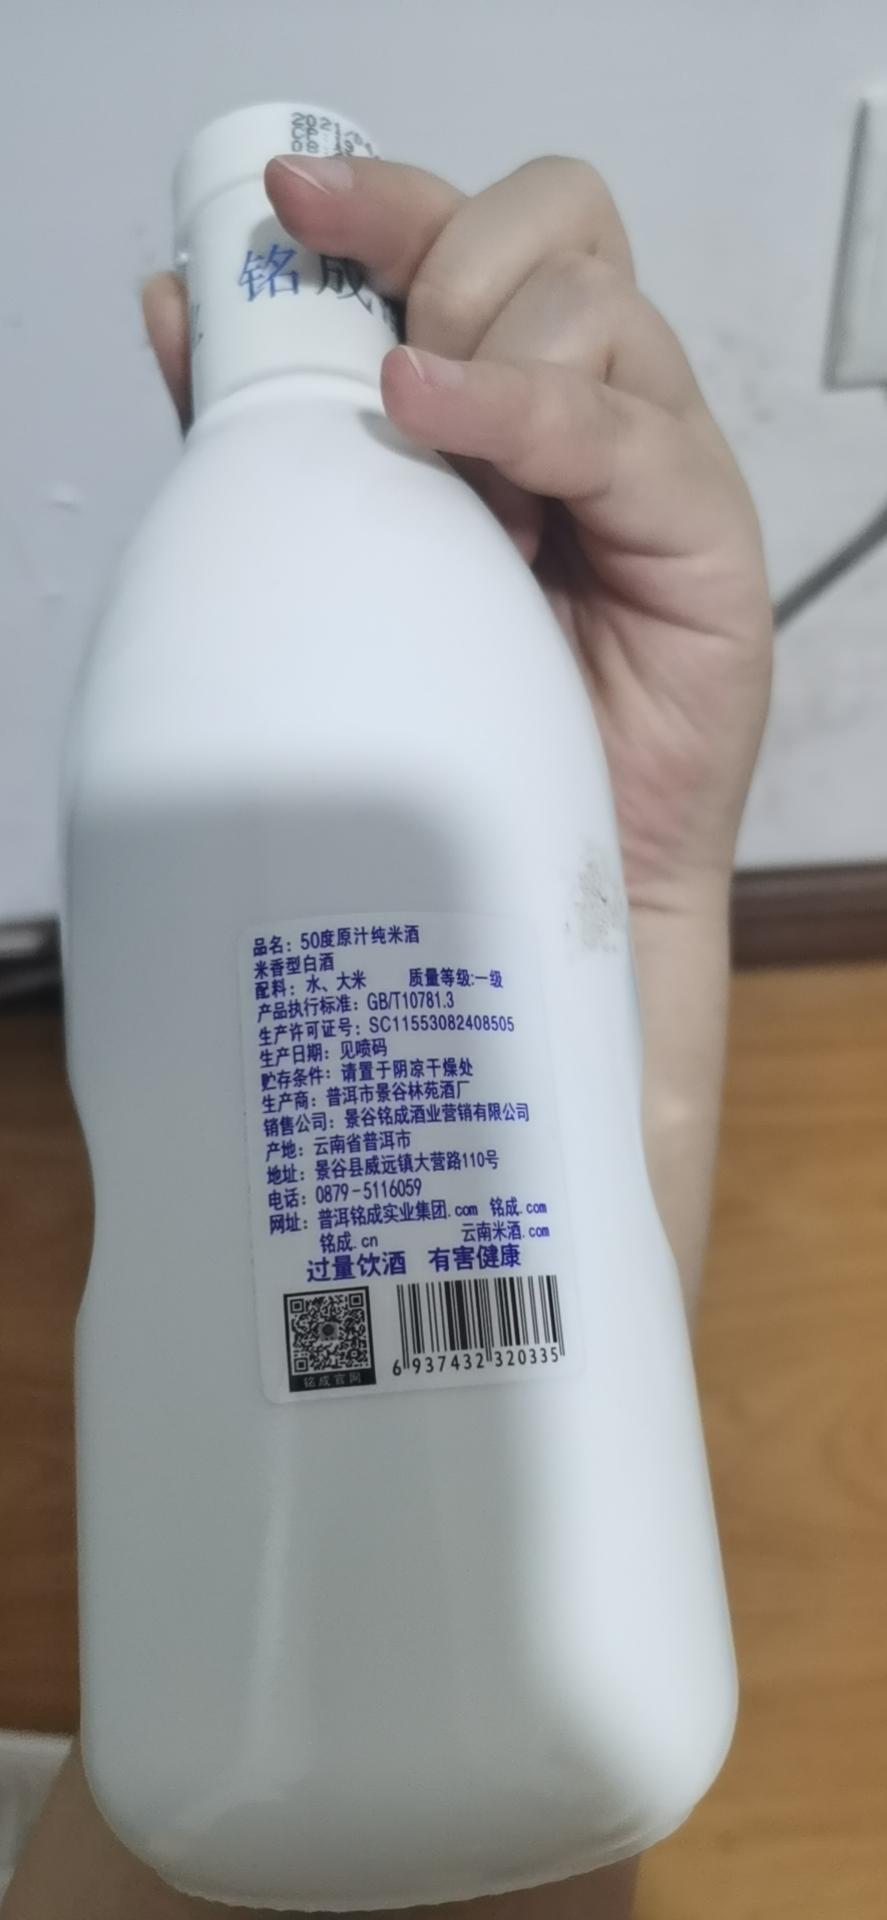 铭成
品名：50度原汁纯米酒
米香型白酒
配料：水、大米 质量等级:一级
产品执行标准：GB/T10781.3
生产许可证号：SC11553082408505
生产日期：见喷码
贮存条件：请置于阴凉干燥处
生产商：普洱市景谷林苑酒厂
销售公司：景谷铭成酒业营销有限公司
产地：云南省普洱市
地址：景谷县威远镇大营路110号
电话：0879-5116059
网址：普洱铭成实业集团.com 铭成.com
铭成.cn 云南米酒.com
过量饮酒 有害健康
铭成官网
6 937432 320335